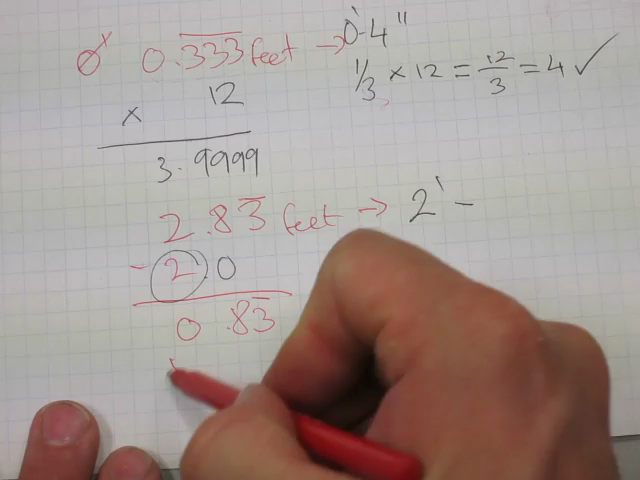 0' 0.333 feet → 0'-4"
× 12
1/3 × 12 = 12/3 = 4 ✓
3.9999
2.83̅ feet → 2' -
- 2.0
0.83̅